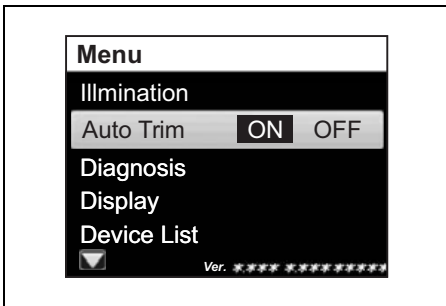 Menu
Illmination
Auto Trim ON OFF
Diagnosis
Display
Device List
Ver. *.*** *.*********